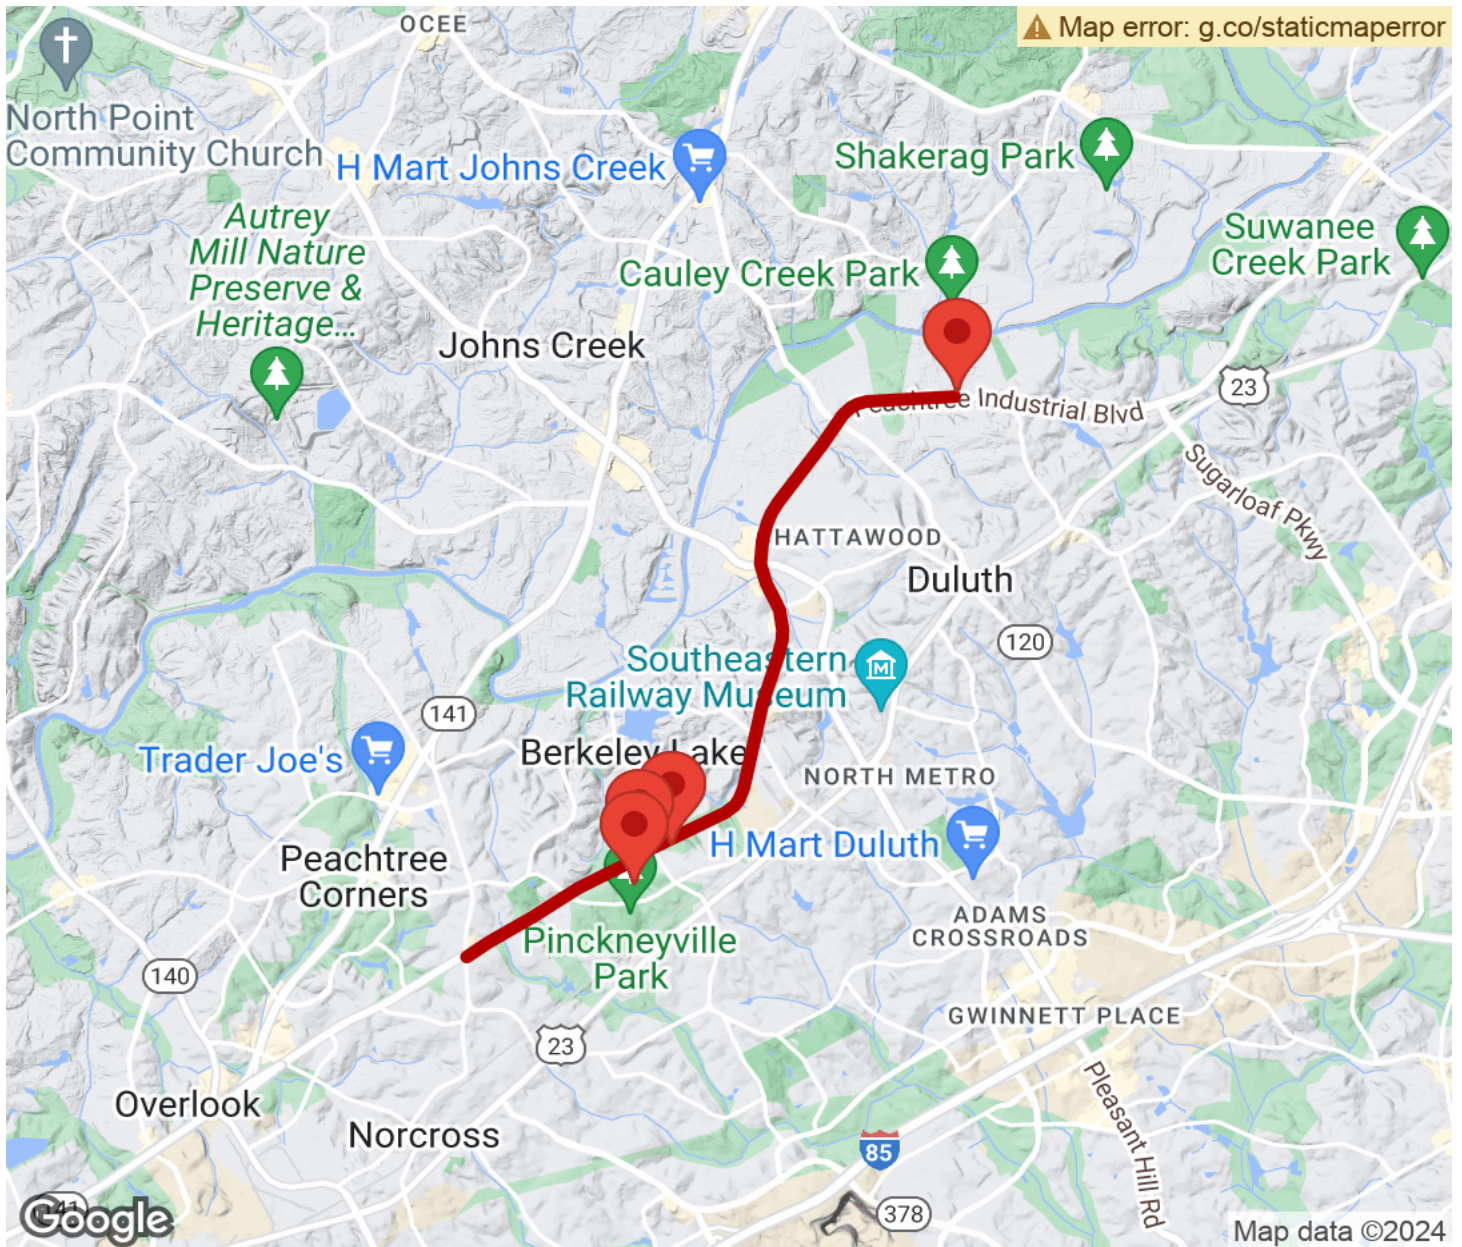 OCEE
Map error: g.co/staticmaperror
North Point
Community Church
H Mart Johns Creek
Shakerag Park
Autrey
Mill Nature
Preserve &
Heritage...
Suwanee
Creek Park
Cauley Creek Park
Johns Creek
23
Peachtree Industrial Blvd
Sugarloaf Pkwy
HATTAWOOD
Duluth
120
Southeastern
Railway Museum
M
141
Berkeley Lake
Trader Joe's
NORTH METRO
H Mart Duluth
Peachtree
Corners
ADAMS
CROSSROADS
Pinckneyville
Park
140
GWINNETT PLACE
23
Pleasant Hill Rd
Overlook
Norcross
85
141
Google
378
Map data ©2024